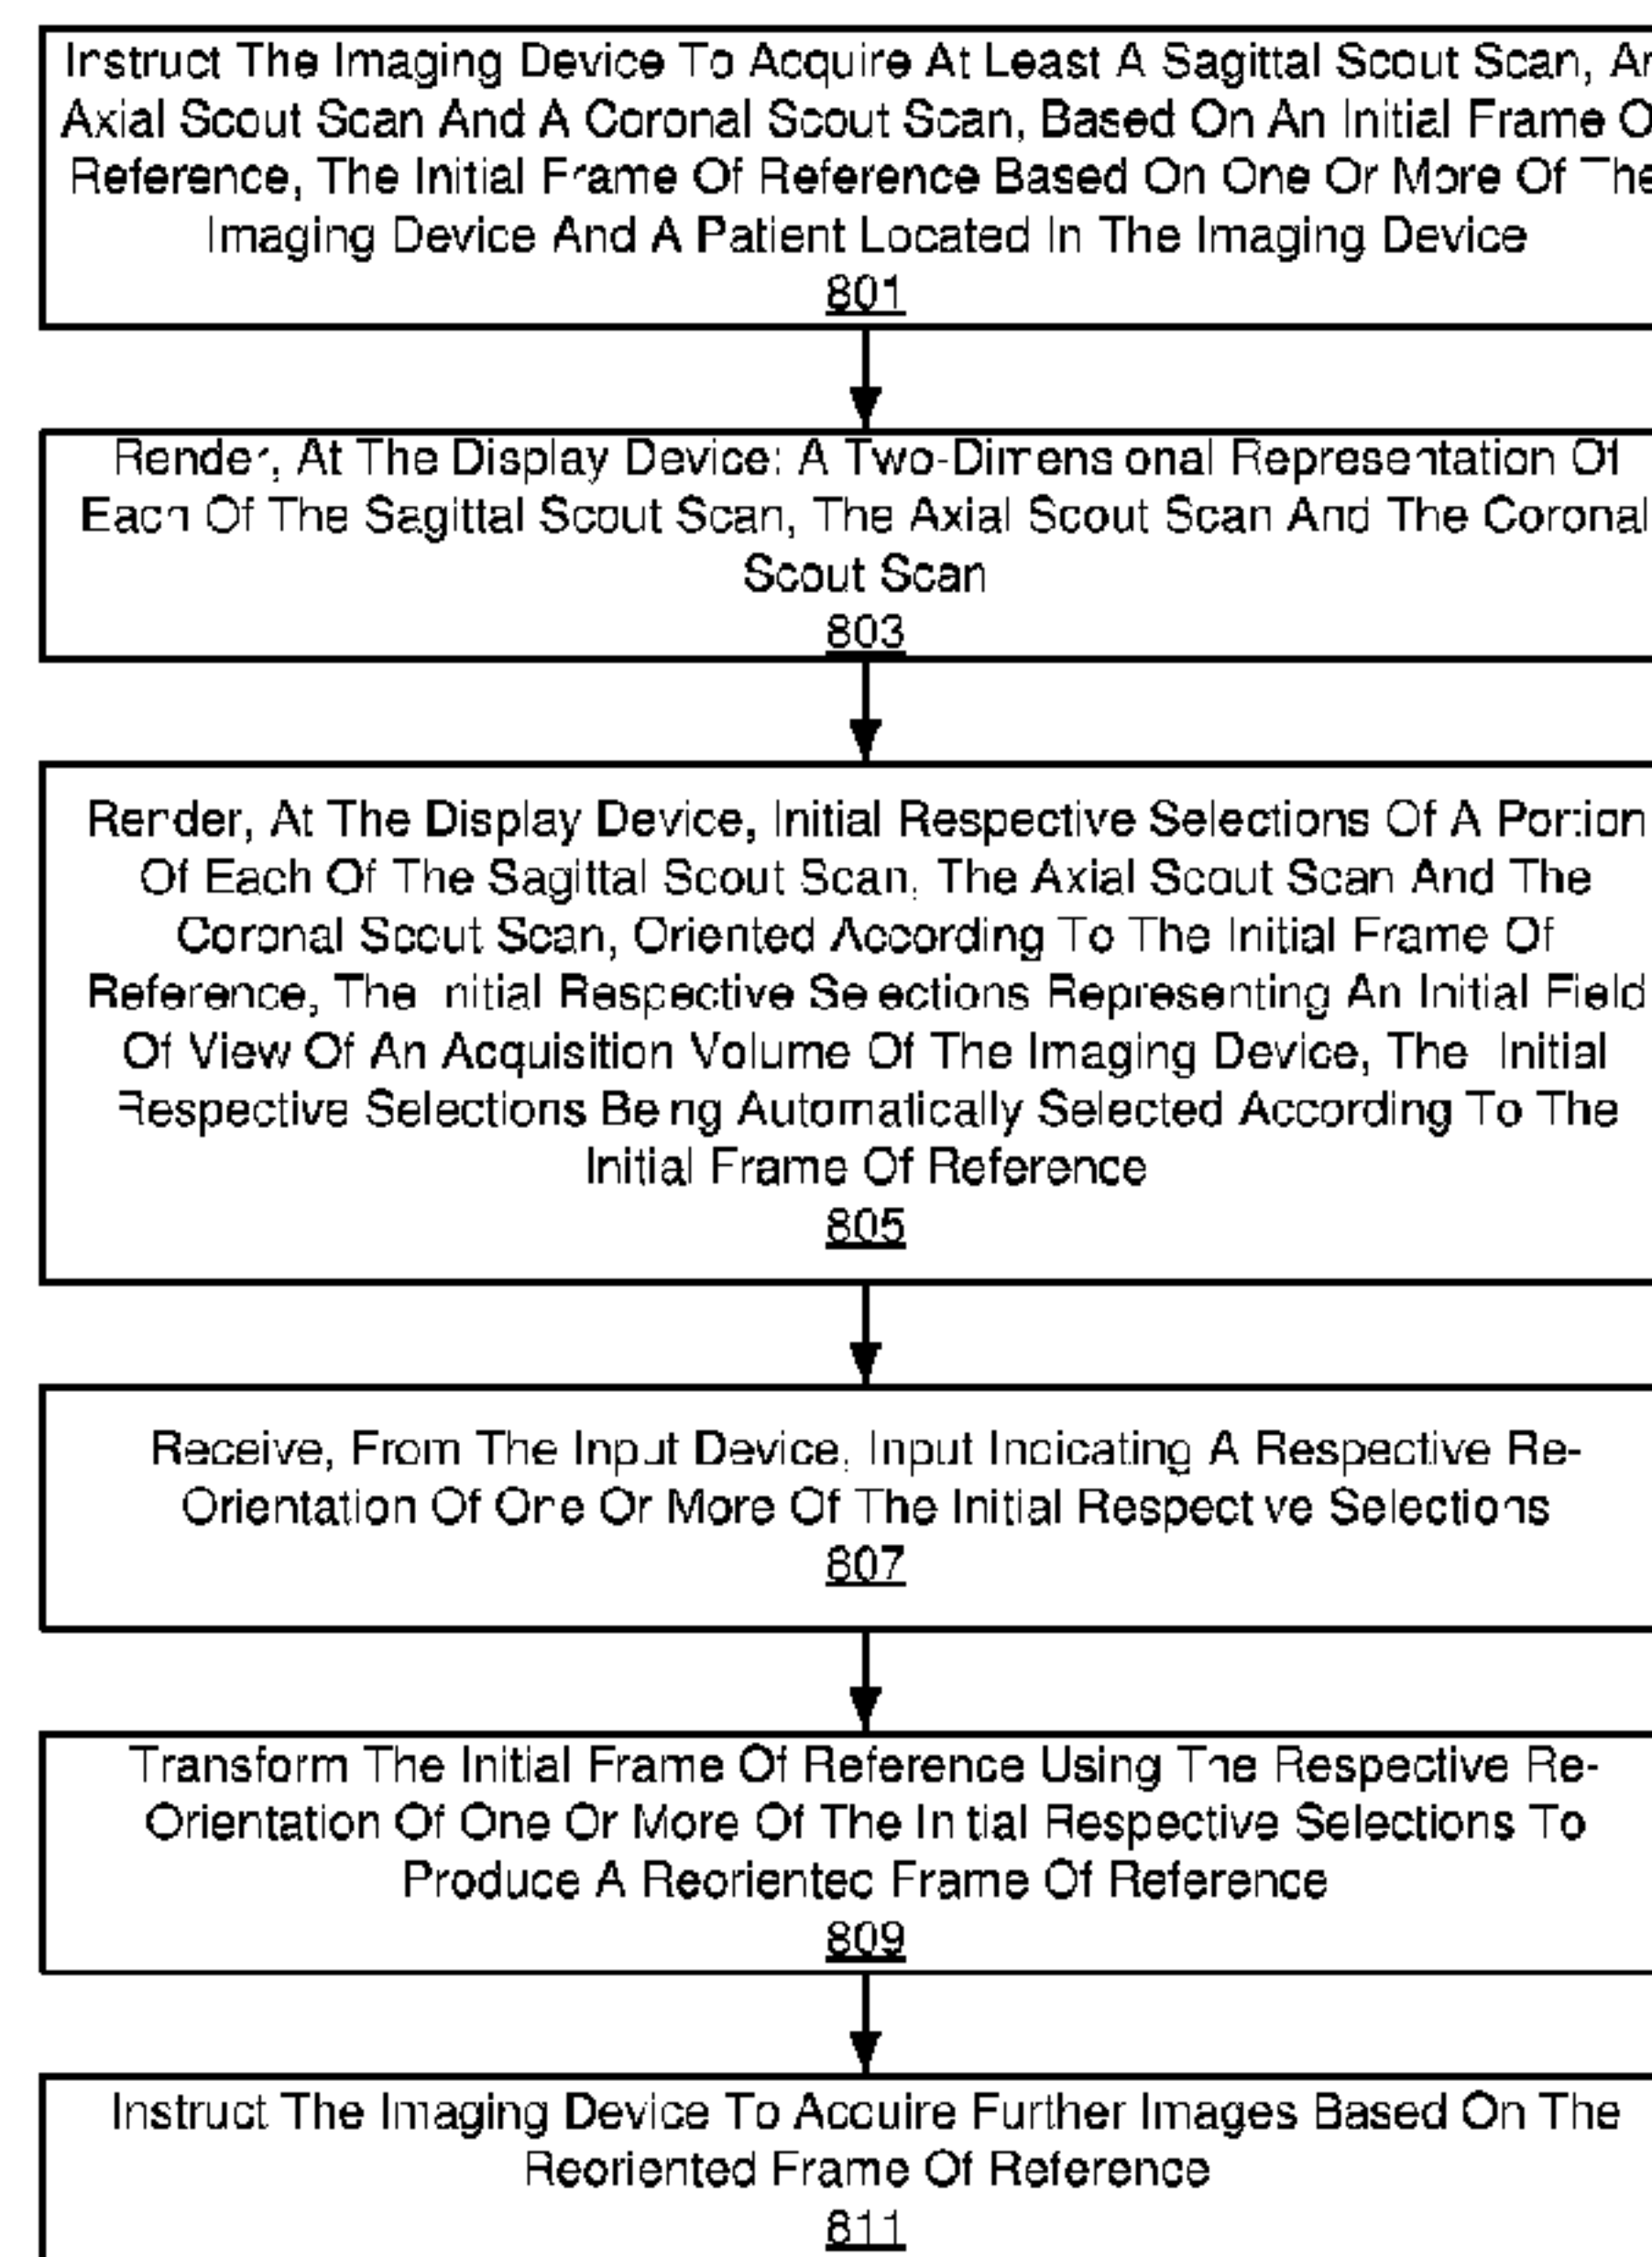 Instruct The Imaging Device To Acquire At Least A Sagittal Scout Scan, An
Axial Scout Scan And A Coronal Scout Scan, Based On An Initial Frame Of
Reference, The Initial Frame Of Reference Based On One Or More Of The
Imaging Device And A Patient Located In The Imaging Device
801
Render, At The Display Device: A Two-Dimensional Representation Of
Each Of The Sagittal Scout Scan, The Axial Scout Scan And The Coronal
Scout Scan
803
Render, At The Display Device, Initial Respective Selections Of A Portion
Of Each Of The Sagittal Scout Scan, The Axial Scout Scan And The
Coronal Scout Scan, Oriented According To The Initial Frame Of
Reference, The Initial Respective Selections Representing An Initial Field
Of View Of An Acquisition Volume Of The Imaging Device, The Initial
Respective Selections Being Automatically Selected According To The
Initial Frame Of Reference
805
Receive, From The Input Device, Input Indicating A Respective Re-
Orientation Of One Or More Of The Initial Respective Selections
807
Transform The Initial Frame Of Reference Using The Respective Re-
Orientation Of One Or More Of The Initial Respective Selections To
Produce A Reoriented Frame Of Reference
809
Instruct The Imaging Device To Acquire Further Images Based On The
Reoriented Frame Of Reference
811